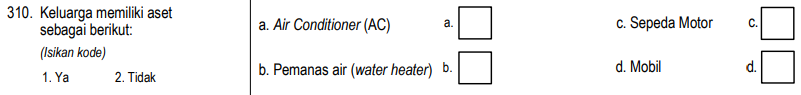 310. Keluarga memiliki aset
sebagai berikut:
(Isikan kode)
1. Ya 2. Tidak
a. Air Conditioner (AC) a.
b. Pemanas air (water heater) b.
c. Sepeda Motor c.
d. Mobil d.